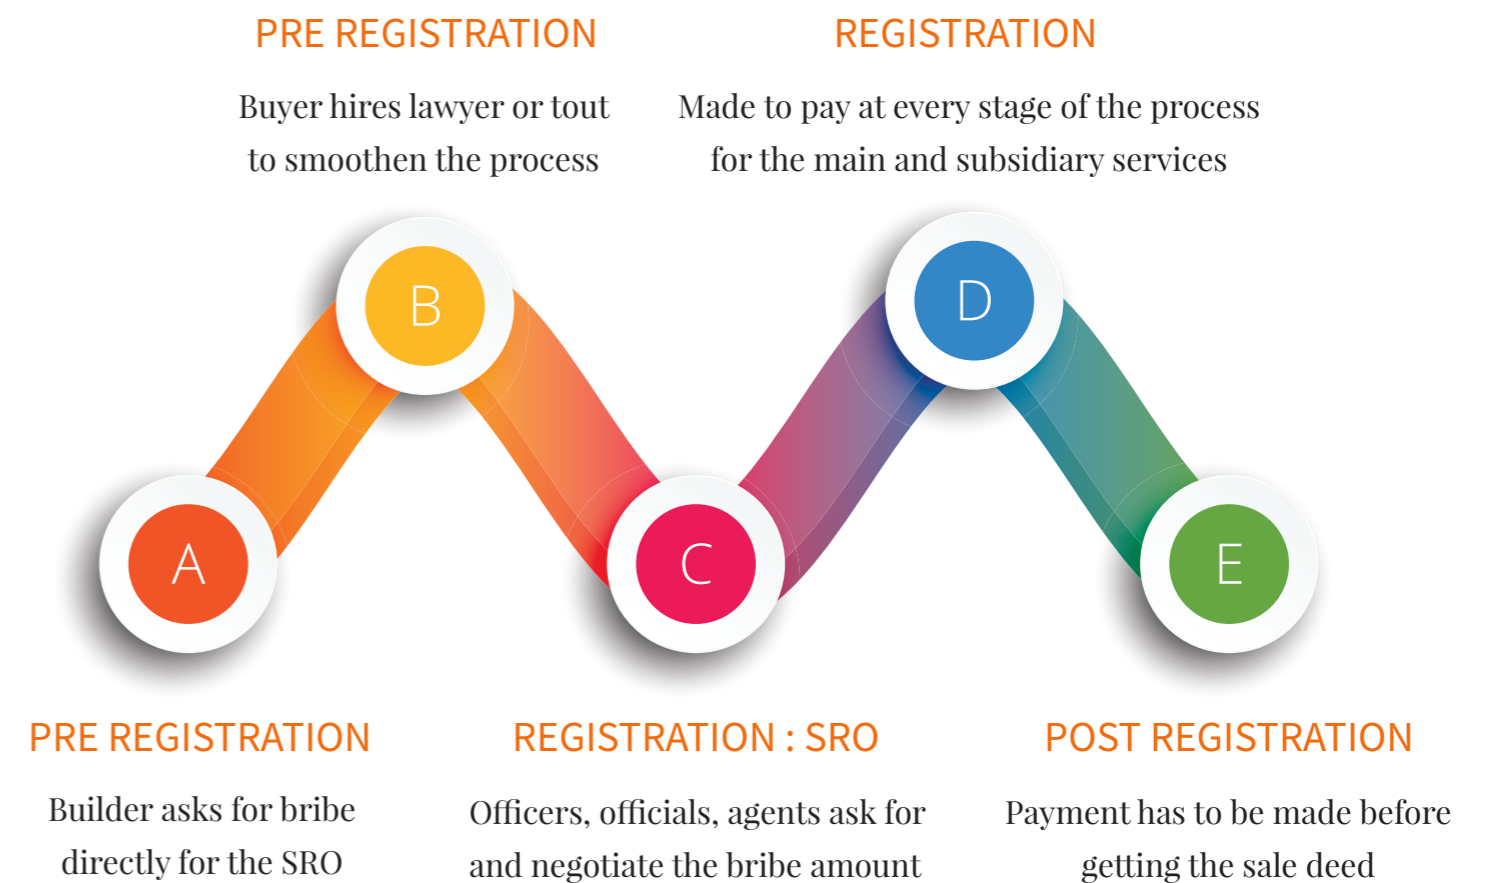 PRE REGISTRATION
Buyer hires lawyer or tout
to smoothen the process
REGISTRATION
Made to pay at every stage of the process
for the main and subsidiary services
B
D
A
C
E
PRE REGISTRATION
Builder asks for bribe
directly for the SRO
REGISTRATION : SRO
Officers, officials, agents ask for
and negotiate the bribe amount
POST REGISTRATION
Payment has to be made before
getting the sale deed